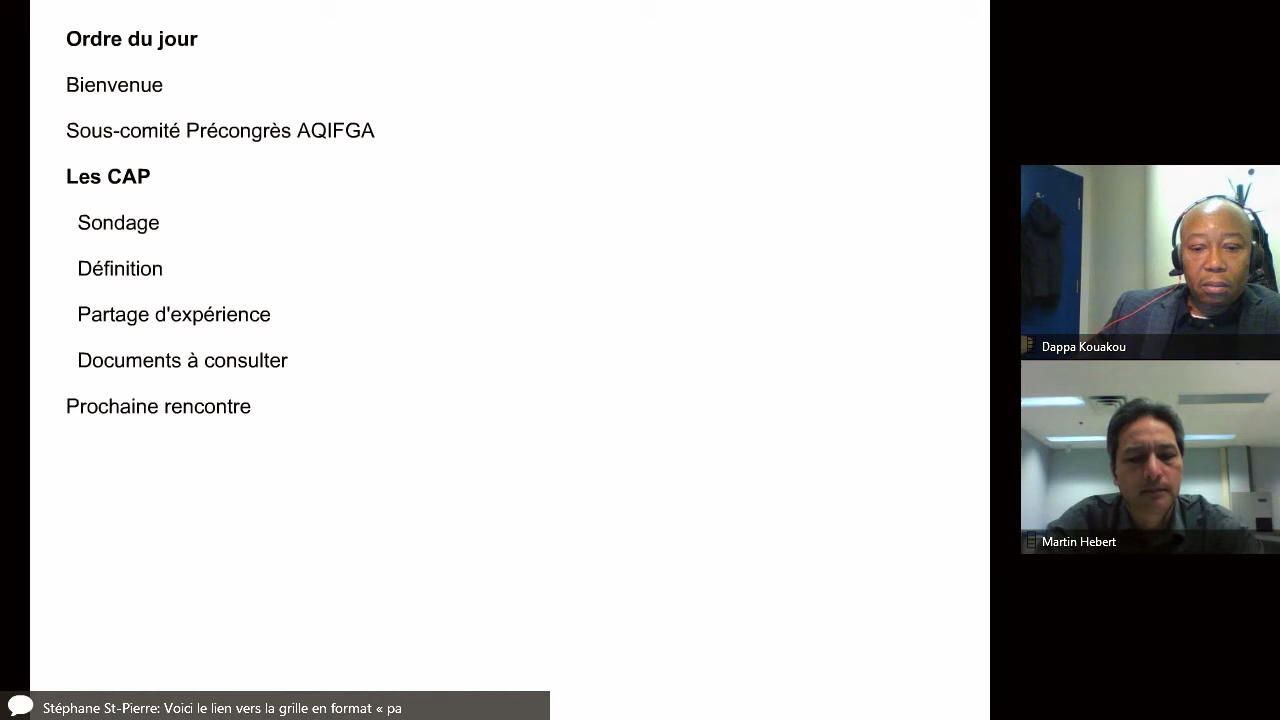 Ordre du jour
Bienvenue
Sous-comité Précongrès AQIFGA
Les CAP
Sondage
Définition
Partage d'expérience
Documents à consulter
Prochaine rencontre
Dappa Kouakou
Martin Hebert
Stéphane St-Pierre: Voici le lien vers la grille en format « pa